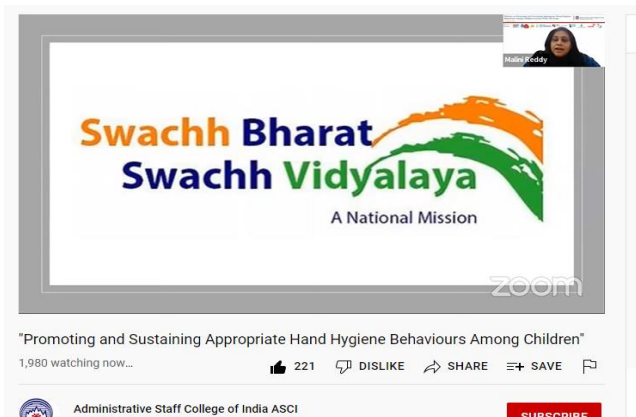 Malini Reddy
Swachh Bharat
Swachh Vidyalaya
A National Mission
zoom
"Promoting and Sustaining Appropriate Hand Hygiene Behaviours Among Children"
1,980 watching now...
221 DISLIKE SHARE SAVE
Administrative Staff College of India ASCI
SUBSCRIBE